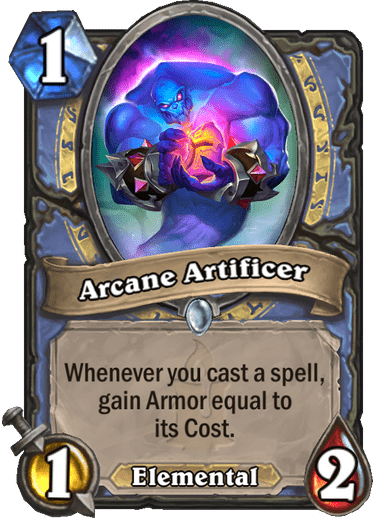 1
Arcane Artificer
Whenever you cast a spell,
gain Armor equal to
its Cost.
1
Elemental
2